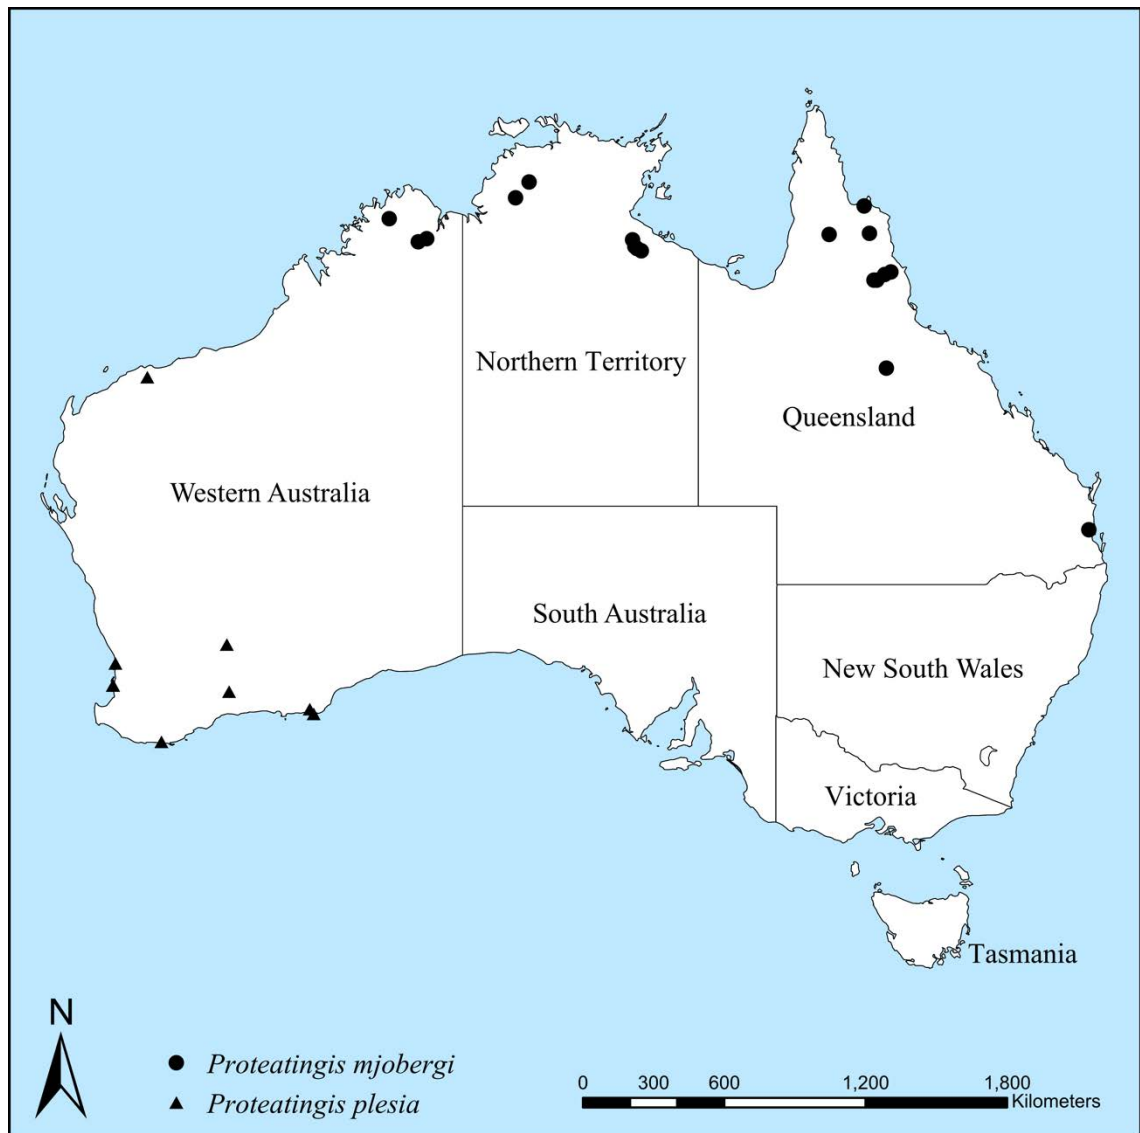 Northern Territory
Queensland
Western Australia
South Australia
New South Wales
Victoria
Tasmania
N
Proteatingis mjobergi
Proteatingis plesia
0 300 600 1,200 1,800
Kilometers